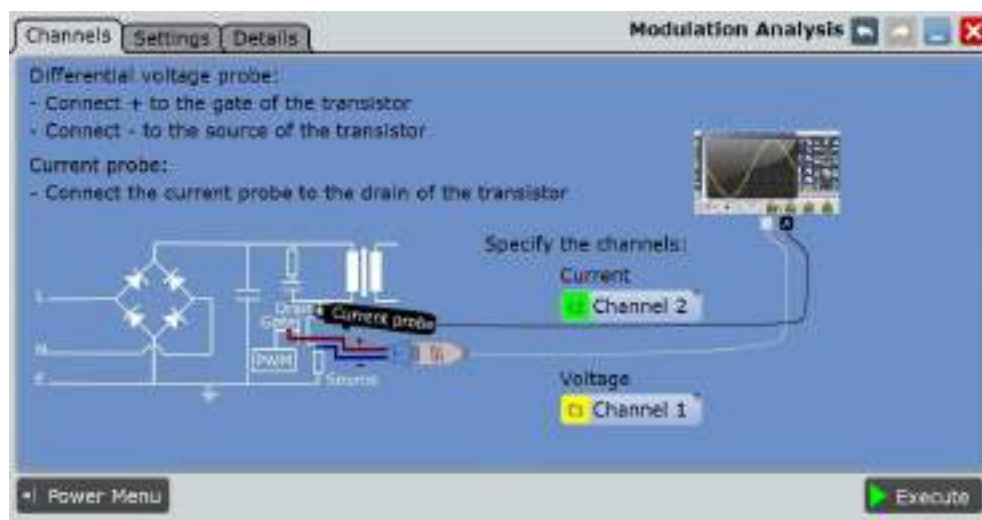 Channels Settings Details Modulation Analysis
Differential voltage probe:
- Connect + to the gate of the transistor
- Connect - to the source of the transistor
Current probe:
- Connect the current probe to the drain of the transistor
Specify the channels:
Current
Channel 2
Drain
Current probe
Gate
L
N
PWM
+
-
Source
E
Voltage
Channel 1
Power Menu
Execute